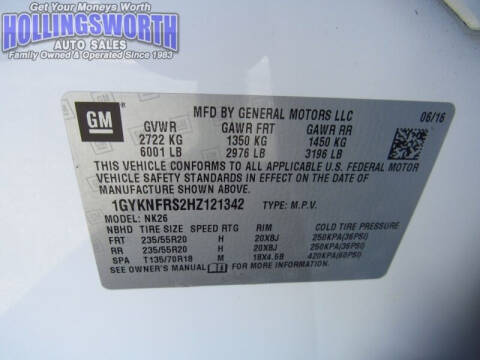 Get Your Moneys Worth
HOLLINGSWORTH
AUTO SALES
Family Owned & Operated Since 1983
GM
MFD BY GENERAL MOTORS LLC 06/16
GVWR GAWR FRT GAWR RR
2722 KG 1350 KG 1450 KG
6001 LB 2976 LB 3196 LB
THIS VEHICLE CONFORMS TO ALL APPLICABLE U.S. FEDERAL MOTOR
VEHICLE SAFETY STANDARDS IN EFFECT ON THE DATE OF
MANUFACTURE SHOWN ABOVE.
1GYKNFRS2HZ121342 TYPE: M.P.V.
MODEL: NK26
NBHD TIRE SIZE SPEED RTG RIM COLD TIRE PRESSURE
FRT 235/55R20 H 20X8J 250KPA(36PSI)
RR 235/55R20 H 20X8J 250KPA(36PSI)
SPA T135/70R18 M 18X4.5B 420KPA(60PSI)
SEE OWNER'S MANUAL FOR MORE INFORMATION.